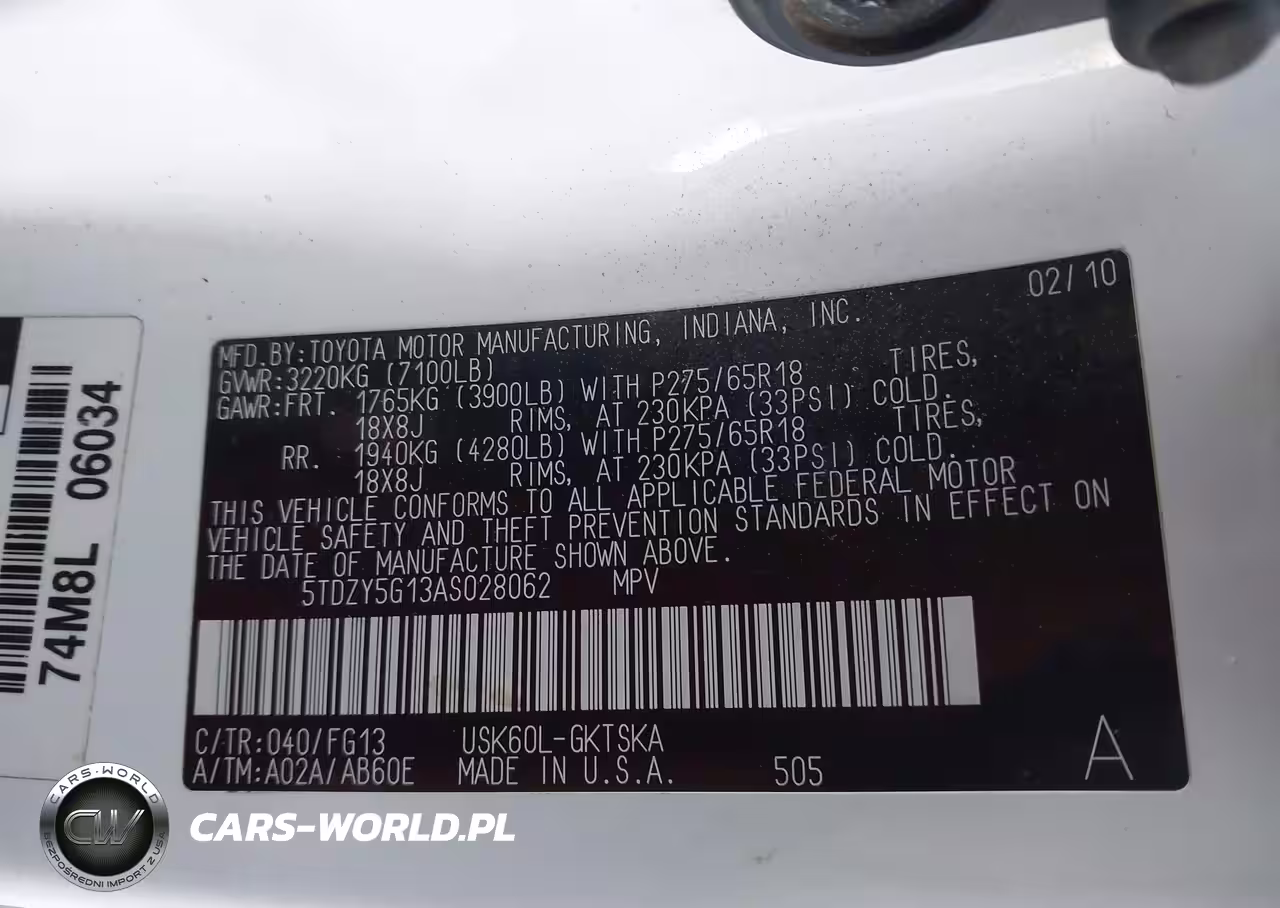 02/10
MFD.BY:TOYOTA MOTOR MANUFACTURING, INDIANA, INC.
GVWR:3220KG (7100LB)
GAWR:FRT. 1765KG (3900LB) WITH P275/65R18 TIRES,
18X8J RIMS, AT 230KPA (33PSI) COLD.
RR. 1940KG (4280LB) WITH P275/65R18 TIRES,
18X8J RIMS, AT 230KPA (33PSI) COLD.
THIS VEHICLE CONFORMS TO ALL APPLICABLE FEDERAL MOTOR
VEHICLE SAFETY AND THEFT PREVENTION STANDARDS IN EFFECT ON
THE DATE OF MANUFACTURE SHOWN ABOVE.
5TDZY5G13AS028062 MPV
C/TR:040/FG13 USK60L-GKTSKA
A/TM:A02A/AB60E MADE IN U.S.A. 505 A
74M8L 06034
CARS-WORLD
CW
BEZPOŚREDNI IMPORT Z USA
CARS-WORLD.PL